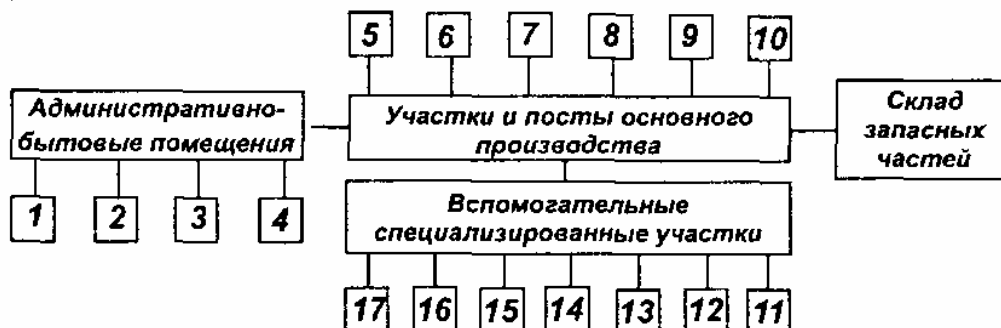 5 6 7 8 9 10
Административно-
бытовые помещения
Участки и посты основного
производства
Склад
запасных
частей
1 2 3 4
Вспомогательные
специализированные участки
17 16 15 14 13 12 11